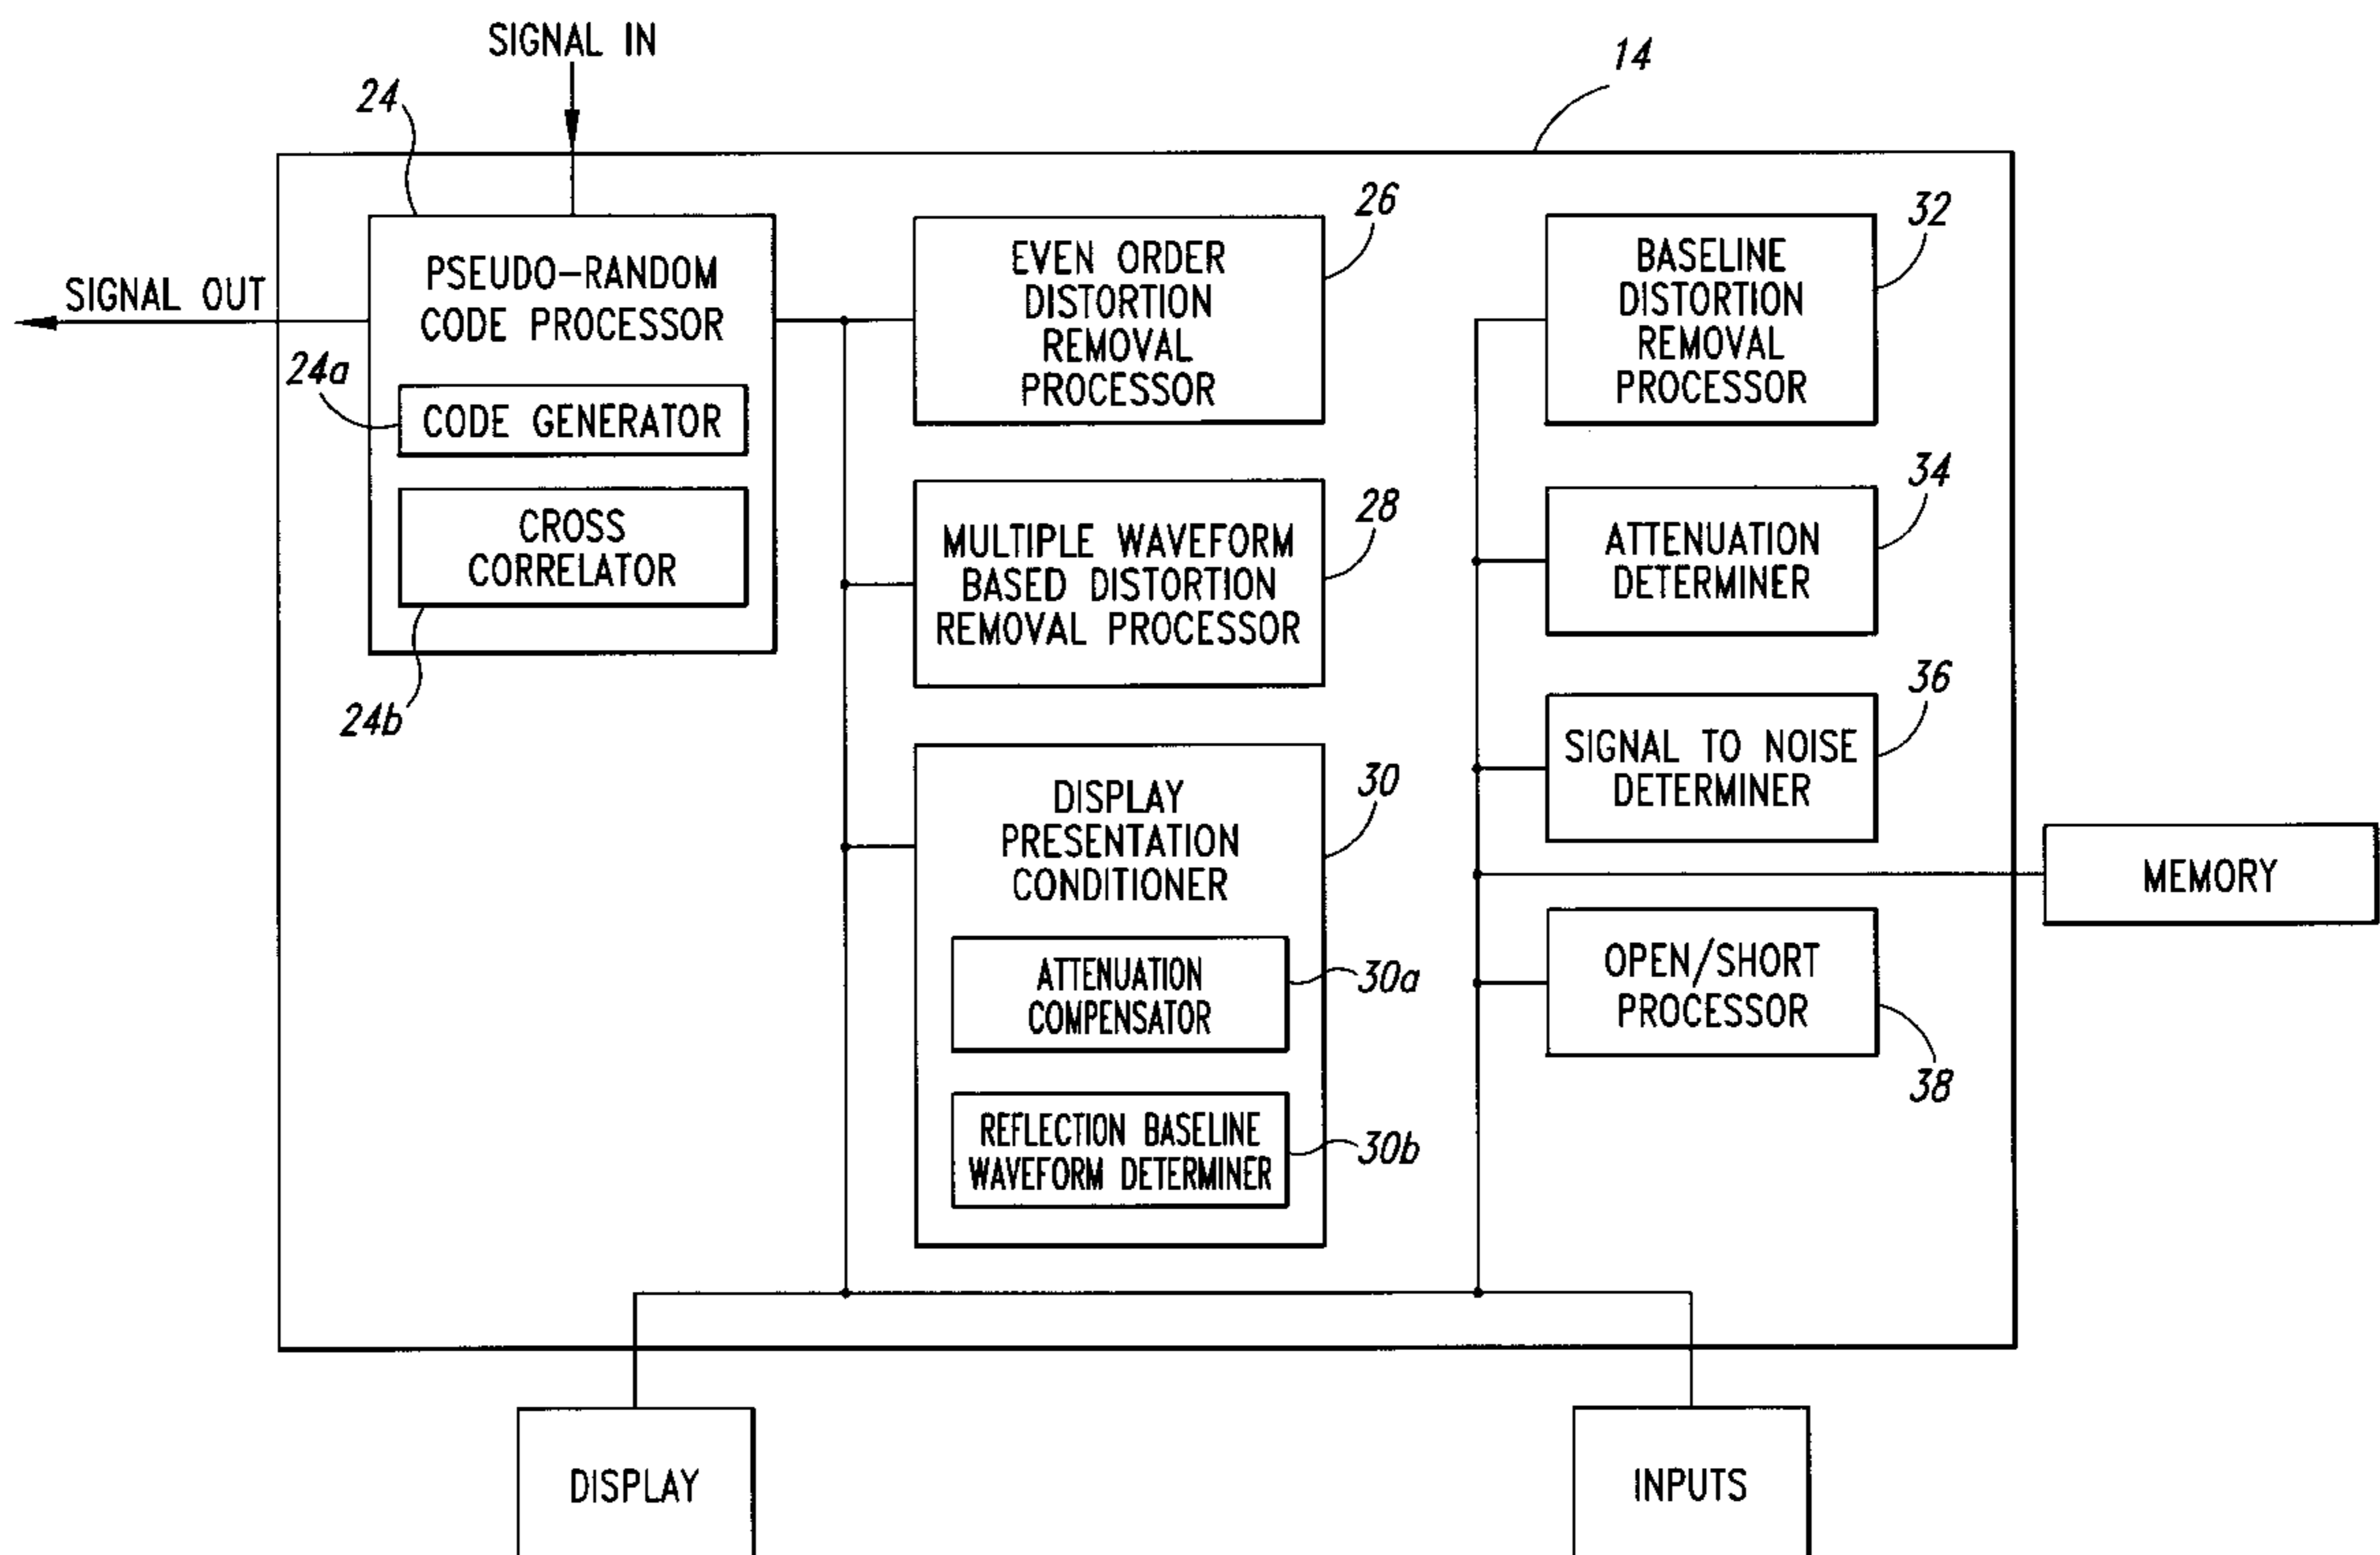 SIGNAL IN
14
24
SIGNAL OUT
PSEUDO-RANDOM
CODE PROCESSOR
24a
CODE GENERATOR
CROSS
CORRELATOR
24b
26
EVEN ORDER
DISTORTION
REMOVAL
PROCESSOR
28
MULTIPLE WAVEFORM
BASED DISTORTION
REMOVAL PROCESSOR
30
DISPLAY
PRESENTATION
CONDITIONER
ATTENUATION
COMPENSATOR
30a
REFLECTION BASELINE
WAVEFORM DETERMINER
30b
32
BASELINE
DISTORTION
REMOVAL
PROCESSOR
34
ATTENUATION
DETERMINER
36
SIGNAL TO NOISE
DETERMINER
MEMORY
OPEN/SHORT
PROCESSOR
38
DISPLAY
INPUTS